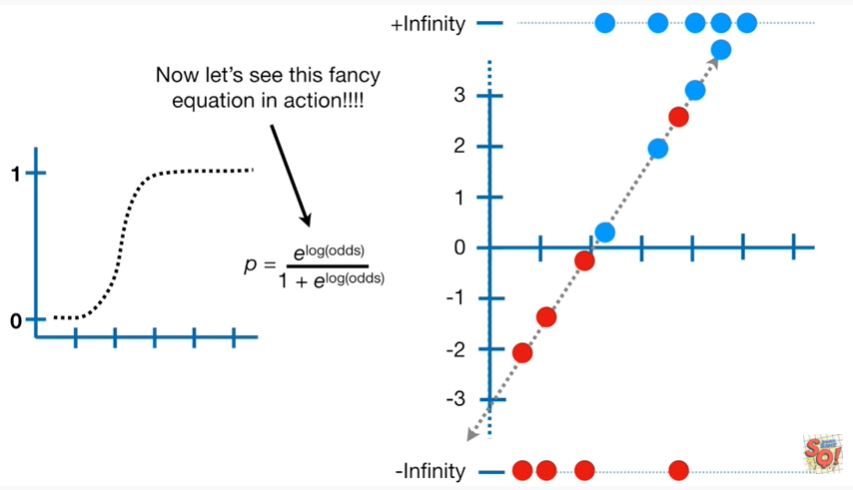 Now let's see this fancy
equation in action!!!!
1
0
p = e^log(odds) / 1 + e^log(odds)
+Infinity
3
2
1
0
-1
-2
-3
-Infinity
SQ!